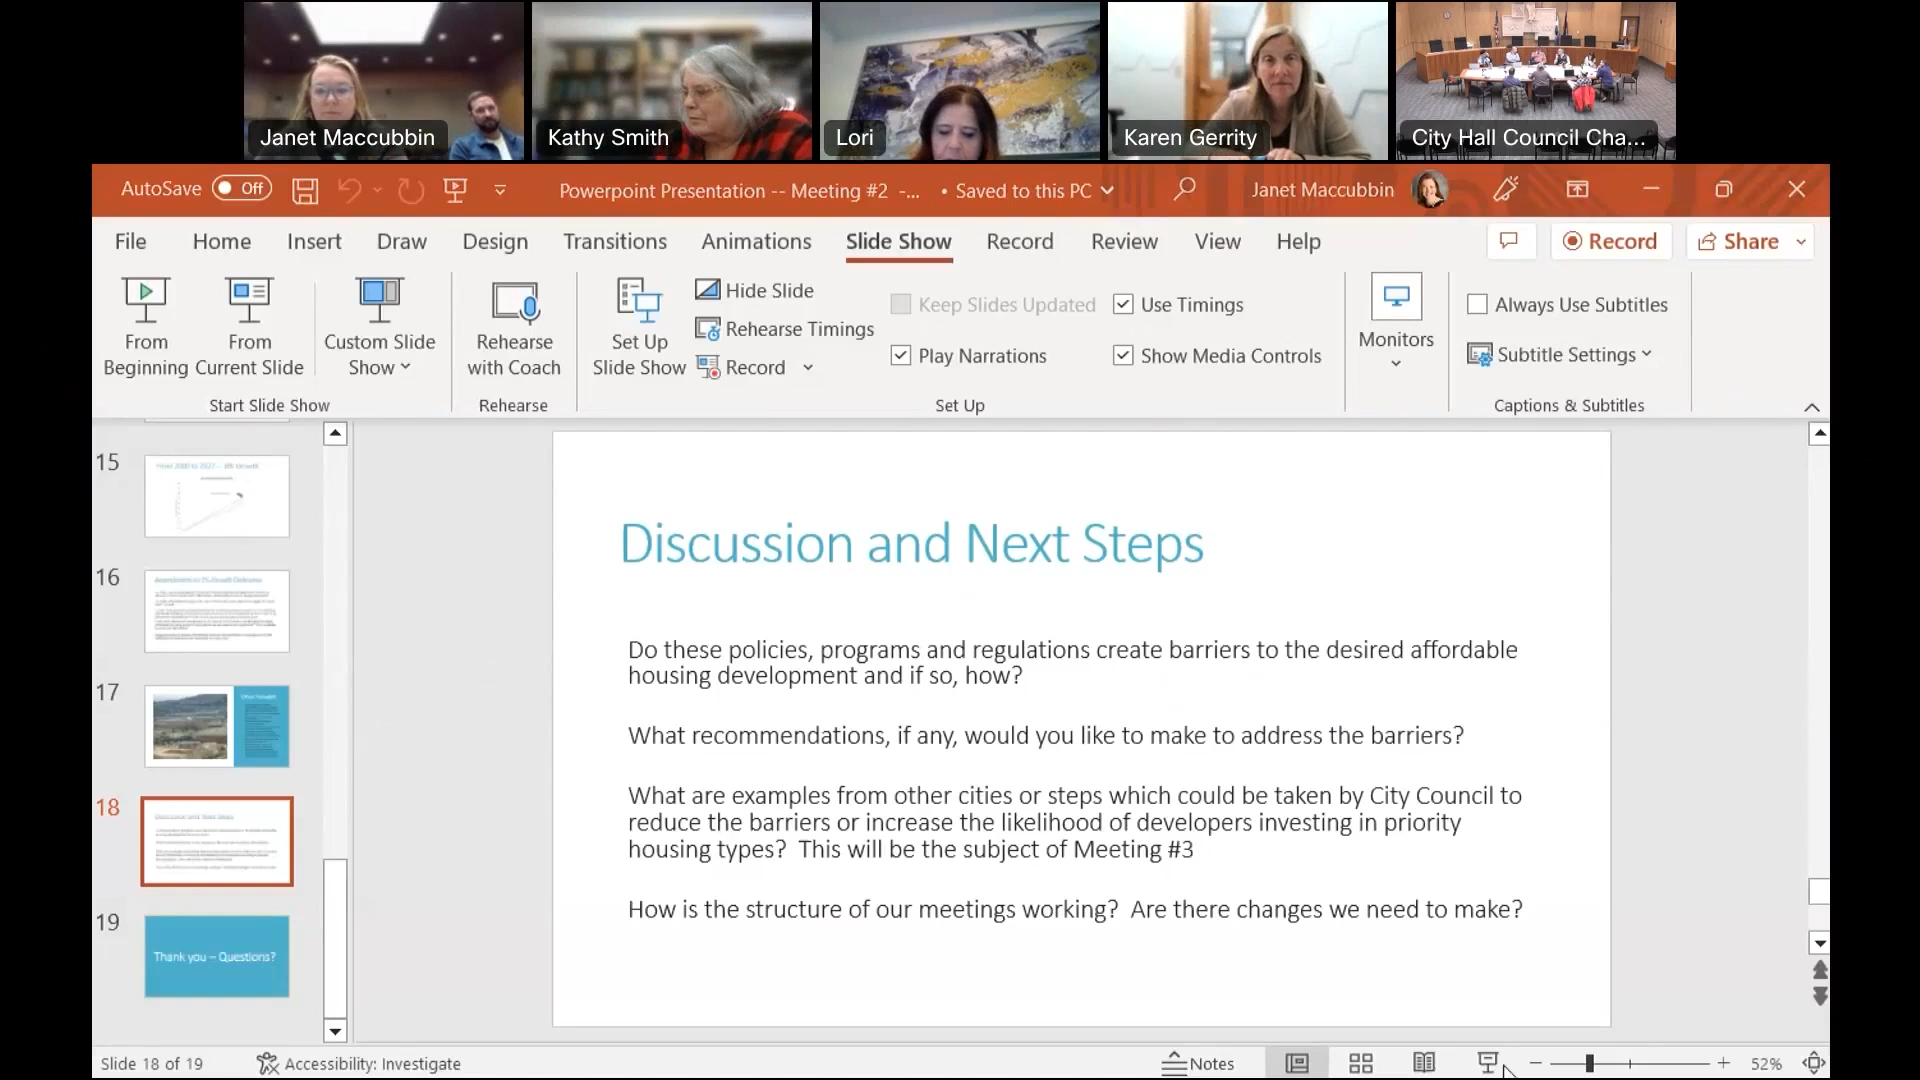 Janet Maccubbin
Kathy Smith
Lori
Karen Gerrity
City Hall Council Cha...
AutoSave
Off
Powerpoint Presentation -- Meeting #2 -... • Saved to this PC
Janet Maccubbin
File
Home
Insert
Draw
Design
Transitions
Animations
Slide Show
Record
Review
View
Help
Record
Share
From
Beginning
From
Current Slide
Custom Slide
Show
Start Slide Show
Rehearse
with Coach
Rehearse
Set Up
Slide Show
Hide Slide
Rehearse Timings
Record
Keep Slides Updated
Play Narrations
Use Timings
Show Media Controls
Set Up
Monitors
Always Use Subtitles
Subtitle Settings
Captions & Subtitles
15
16
17
18
Discussion and Next Steps
19
Thank you – Questions?
Discussion and Next Steps
Do these policies, programs and regulations create barriers to the desired affordable
housing development and if so, how?
What recommendations, if any, would you like to make to address the barriers?
What are examples from other cities or steps which could be taken by City Council to
reduce the barriers or increase the likelihood of developers investing in priority
housing types? This will be the subject of Meeting #3
How is the structure of our meetings working? Are there changes we need to make?
Slide 18 of 19
Accessibility: Investigate
Notes
52%